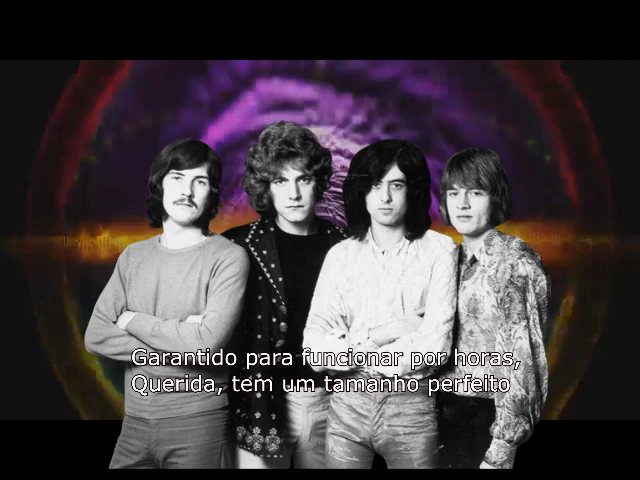 Garantido para funcionar por horas,
Querida, tem um tamanho perfeito